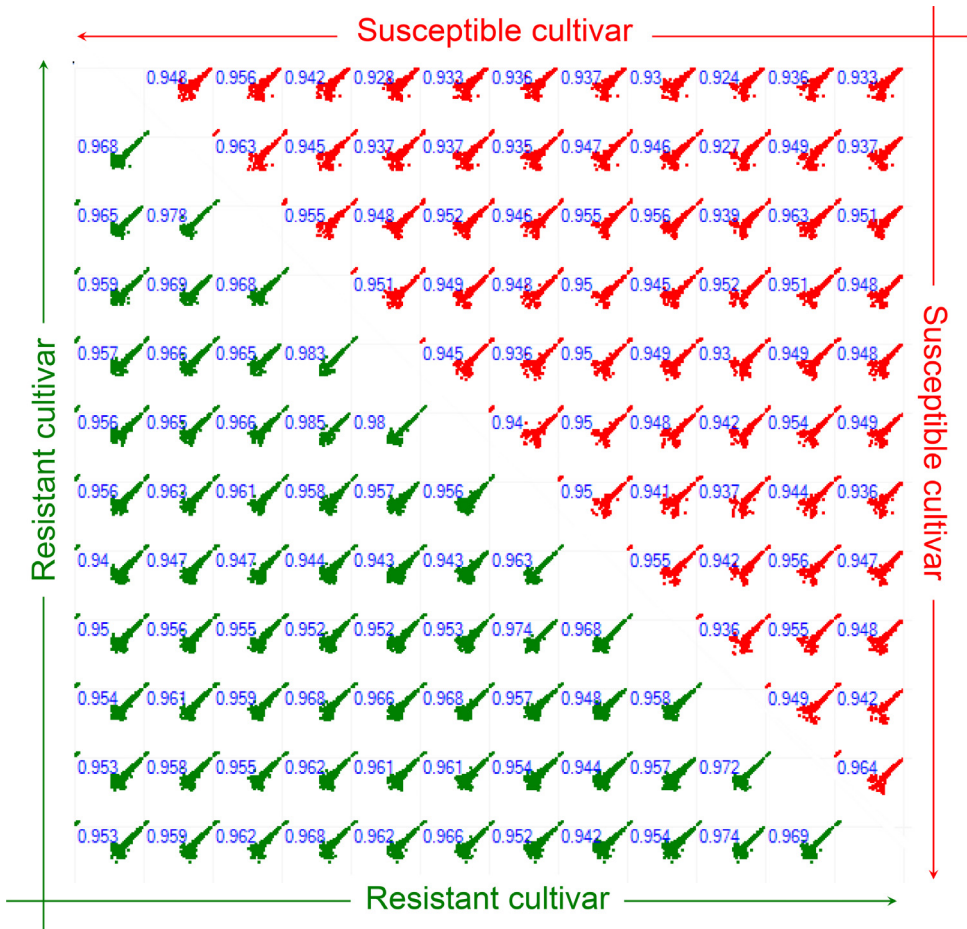 Susceptible cultivar
0.948 0.956 0.942 0.928 0.933 0.936 0.937 0.93 0.924 0.936 0.933
0.968 0.963 0.945 0.937 0.937 0.935 0.947 0.946 0.927 0.949 0.937
0.965 0.978 0.955 0.948 0.952 0.946 0.955 0.956 0.939 0.963 0.951
0.959 0.969 0.968 0.951 0.949 0.948 0.95 0.945 0.952 0.951 0.948
0.957 0.966 0.965 0.983 0.945 0.936 0.95 0.949 0.93 0.949 0.948
0.956 0.965 0.966 0.985 0.98 0.94 0.95 0.948 0.942 0.954 0.949
0.956 0.963 0.961 0.958 0.957 0.956 0.95 0.941 0.937 0.944 0.936
0.94 0.947 0.947 0.944 0.943 0.943 0.963 0.955 0.942 0.956 0.947
0.95 0.956 0.955 0.952 0.952 0.953 0.974 0.968 0.936 0.955 0.948
0.954 0.961 0.959 0.968 0.966 0.968 0.957 0.948 0.958 0.949 0.942
0.953 0.958 0.955 0.962 0.961 0.961 0.954 0.944 0.957 0.972 0.964
0.953 0.959 0.962 0.968 0.962 0.966 0.952 0.942 0.954 0.974 0.969
Resistant cultivar
Susceptible cultivar
Resistant cultivar